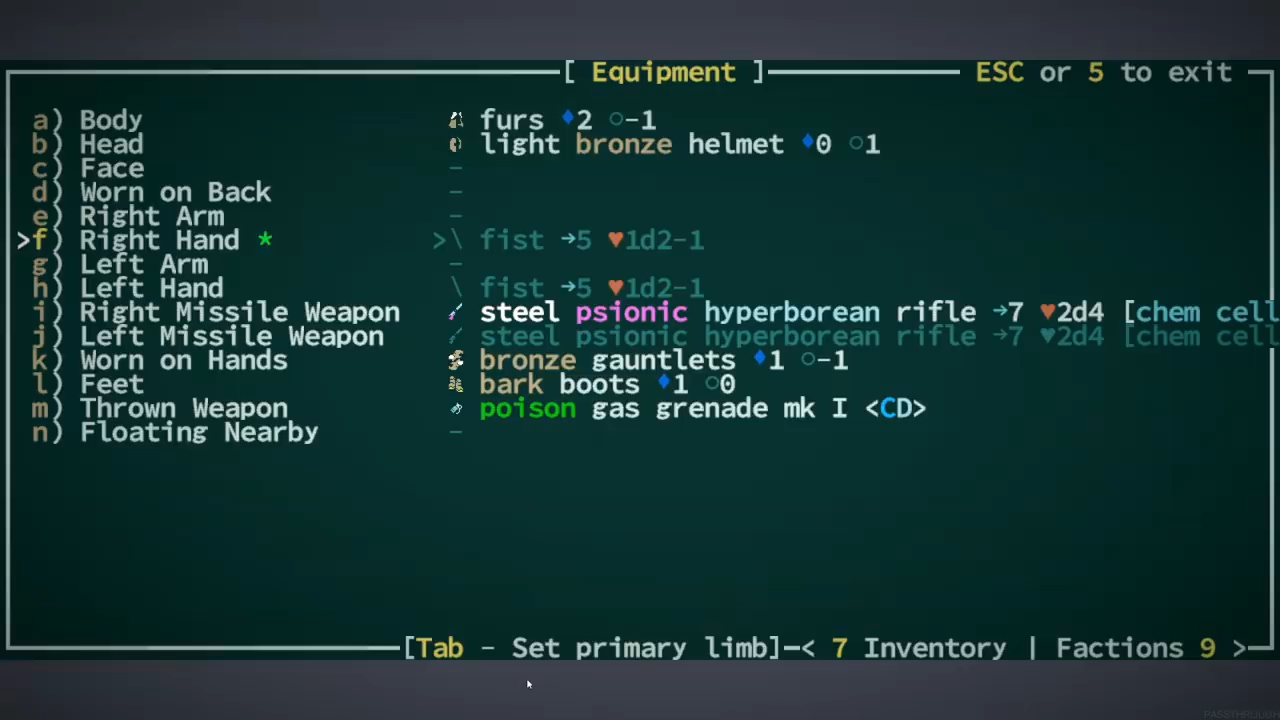 [ Equipment ] ESC or 5 to exit
a) Body furs ♦2 ○-1
b) Head light bronze helmet ♦0 ○1
c) Face -
d) Worn on Back -
e) Right Arm -
>f) Right Hand * >\ fist →5 ♥1d2-1
g) Left Arm -
h) Left Hand \ fist →5 ♥1d2-1
i) Right Missile Weapon steel psionic hyperborean rifle →7 ♥2d4 [chem cell
j) Left Missile Weapon steel psionic hyperborean rifle →7 ♥2d4 [chem cell
k) Worn on Hands bronze gauntlets ♦1 ○-1
l) Feet bark boots ♦1 ○0
m) Thrown Weapon poison gas grenade mk I <CD>
n) Floating Nearby -
[Tab - Set primary limb]-< 7 Inventory | Factions 9 >